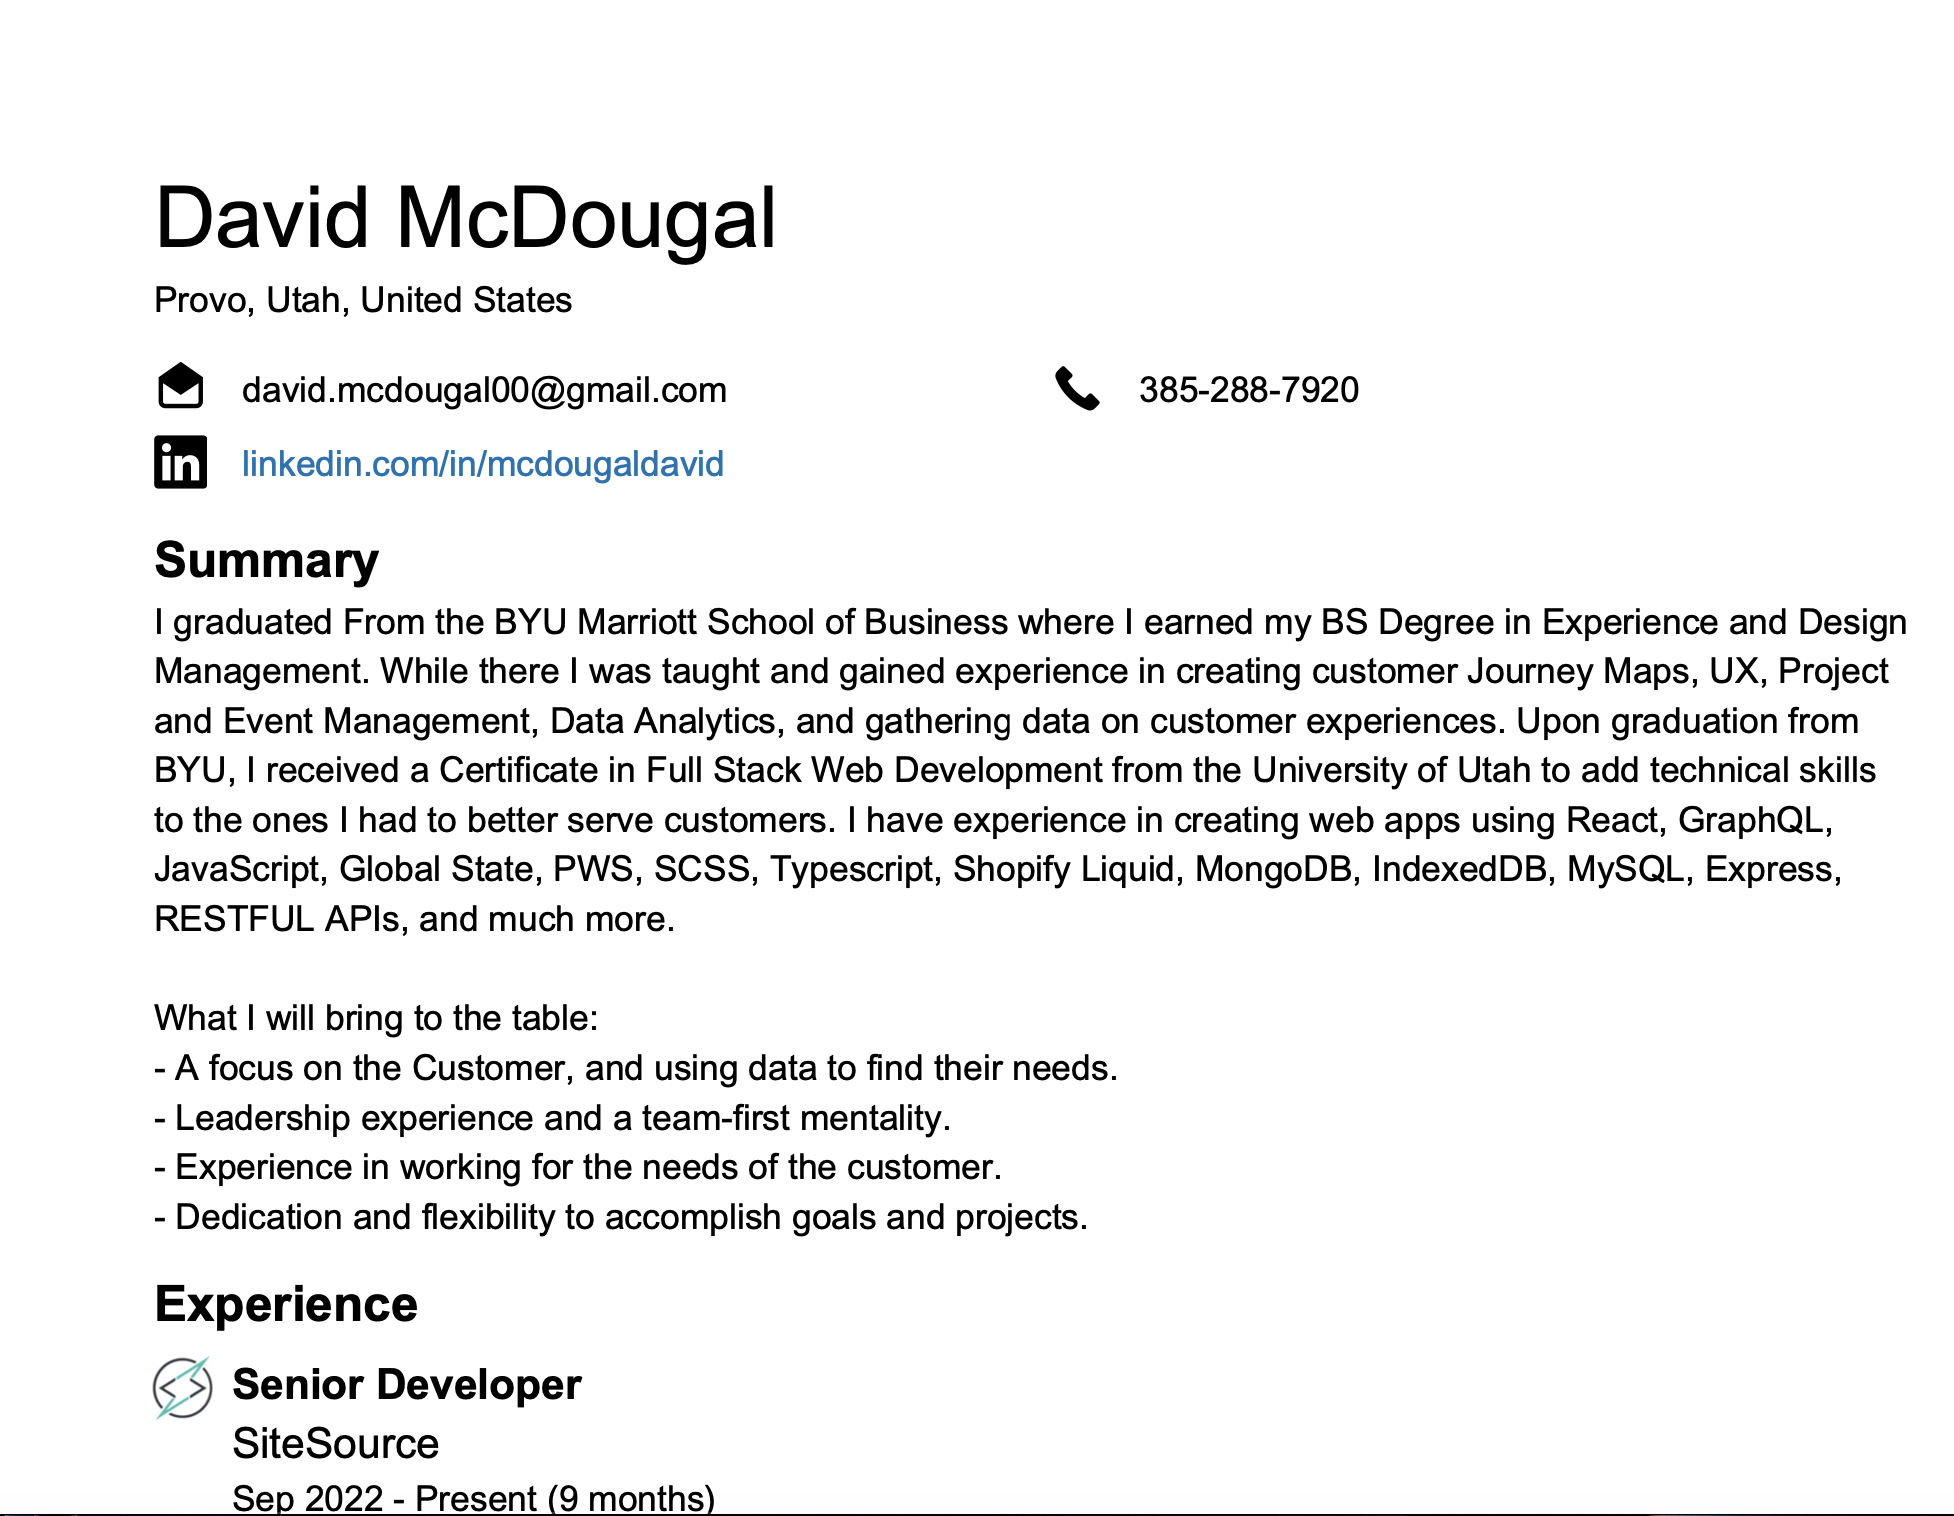 David McDougal
Provo, Utah, United States
david.mcdougal00@gmail.com 385-288-7920
in linkedin.com/in/mcdougaldavid
Summary
I graduated From the BYU Marriott School of Business where I earned my BS Degree in Experience and Design
Management. While there I was taught and gained experience in creating customer Journey Maps, UX, Project
and Event Management, Data Analytics, and gathering data on customer experiences. Upon graduation from
BYU, I received a Certificate in Full Stack Web Development from the University of Utah to add technical skills
to the ones I had to better serve customers. I have experience in creating web apps using React, GraphQL,
JavaScript, Global State, PWS, SCSS, Typescript, Shopify Liquid, MongoDB, IndexedDB, MySQL, Express,
RESTFUL APIs, and much more.
What I will bring to the table:
- A focus on the Customer, and using data to find their needs.
- Leadership experience and a team-first mentality.
- Experience in working for the needs of the customer.
- Dedication and flexibility to accomplish goals and projects.
Experience
Senior Developer
SiteSource
Sep 2022 - Present (9 months)